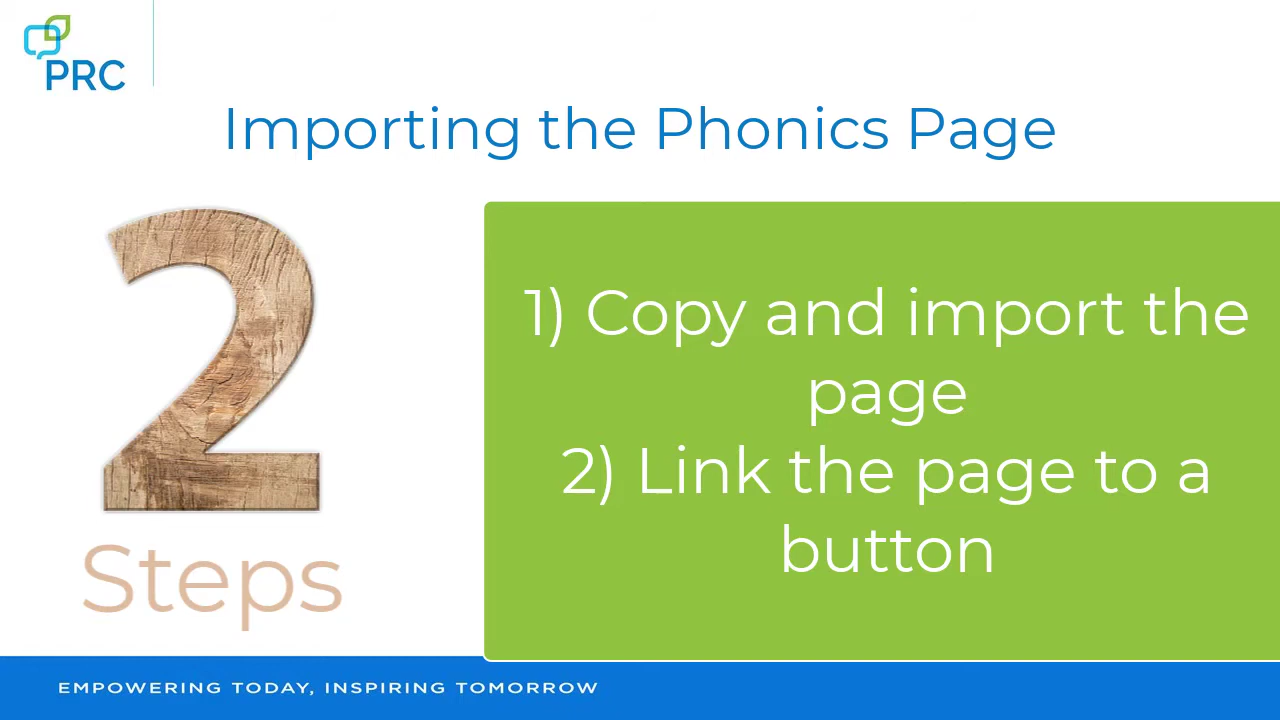 PRC
Importing the Phonics Page
2
Steps
1) Copy and import the
page
2) Link the page to a
button
EMPOWERING TODAY, INSPIRING TOMORROW